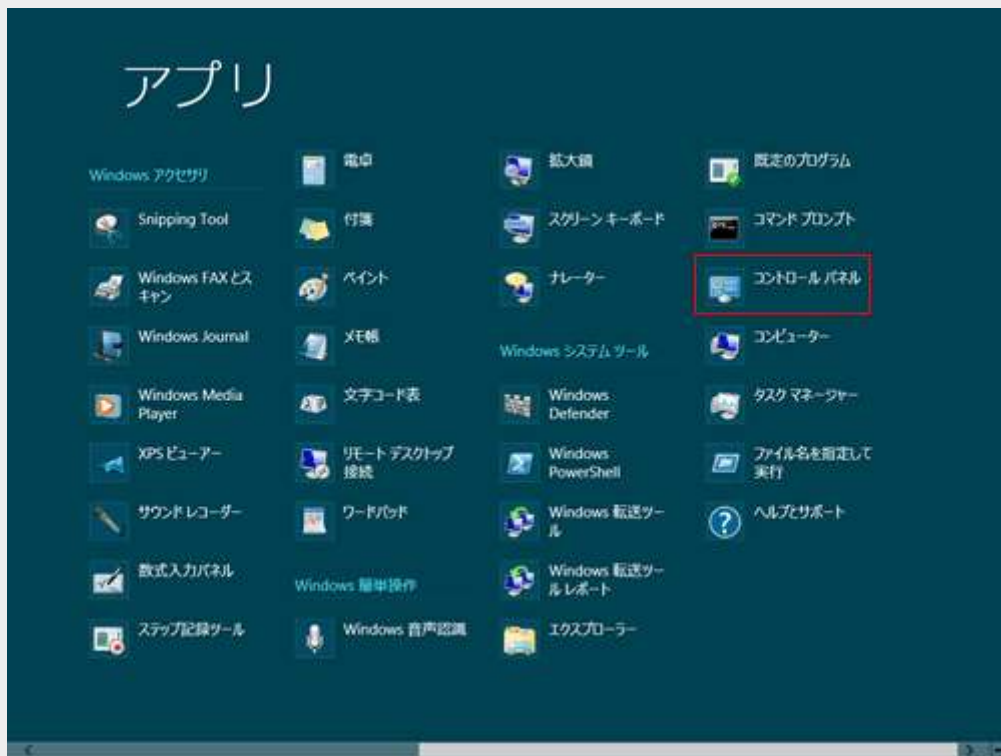 アプリ
Windows アクセサリ
Snipping Tool
Windows FAX とス
キャン
Windows Journal
Windows Media
Player
XPS ビューアー
サウンド レコーダー
数式入力パネル
ステップ記録ツール
電卓
付箋
ペイント
メモ帳
文字コード表
リモート デスクトップ
接続
ワードパッド
Windows 簡単操作
Windows 音声認識
拡大鏡
スクリーン キーボード
ナレーター
Windows システム ツール
Windows
Defender
Windows
PowerShell
Windows 転送ツー
ル
Windows 転送ツー
ル レポート
エクスプローラー
既定のプログラム
コマンド プロンプト
コントロール パネル
コンピューター
タスク マネージャー
ファイル名を指定して
実行
ヘルプとサポート